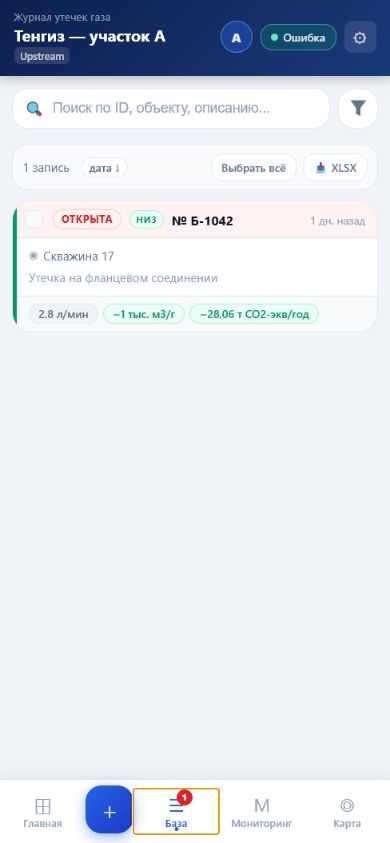 Журнал утечек газа
Тенгиз — участок А
Upstream
А
Ошибка
Поиск по ID, объекту, описанию...
1 запись
дата ↓
Выбрать всё
XLSX
ОТКРЫТА
НИЗ
№ Б-1042
1 дн. назад
Скважина 17
Утечка на фланцевом соединении
2.8 л/мин
~1 тыс. м3/г
~28,06 т CO2-экв/год
Главная
+
1
База
М
Мониторинг
Карта